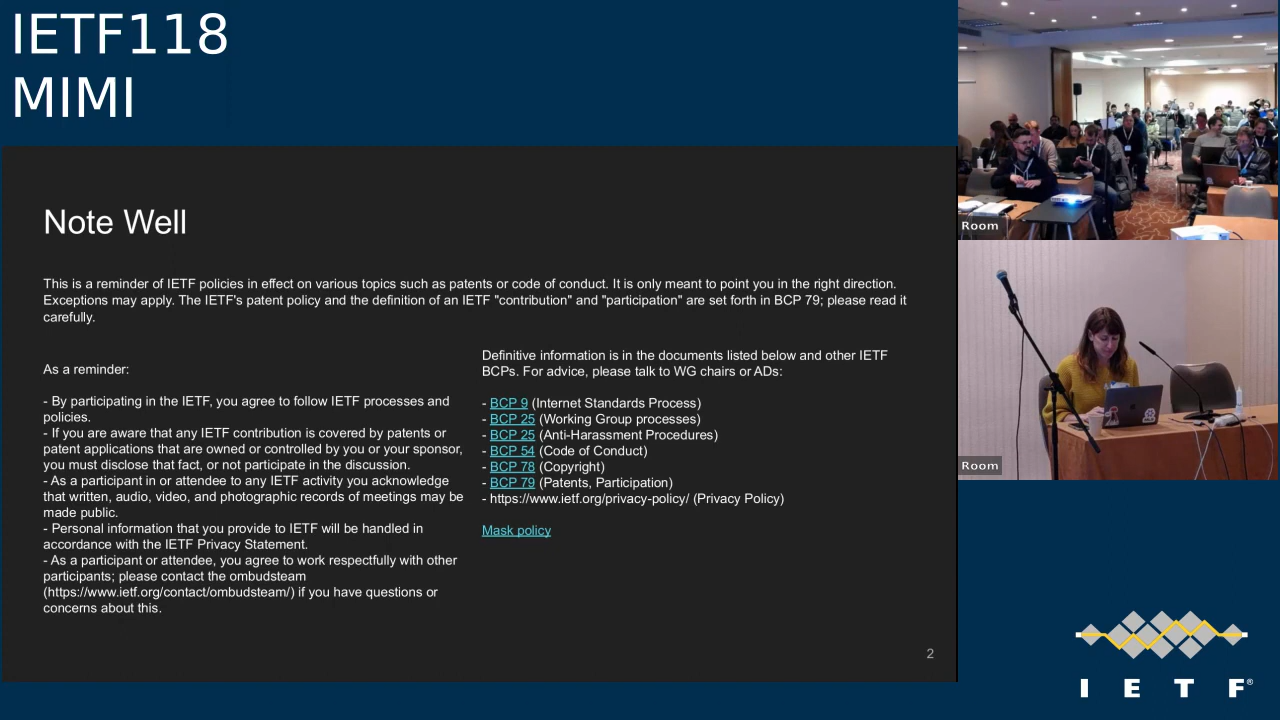 IETF118
MIMI
Note Well
This is a reminder of IETF policies in effect on various topics such as patents or code of conduct. It is only meant to point you in the right direction.
Exceptions may apply. The IETF's patent policy and the definition of an IETF "contribution" and "participation" are set forth in BCP 79; please read it
carefully.
As a reminder:
- By participating in the IETF, you agree to follow IETF processes and
policies.
- If you are aware that any IETF contribution is covered by patents or
patent applications that are owned or controlled by you or your sponsor,
you must disclose that fact, or not participate in the discussion.
- As a participant in or attendee to any IETF activity you acknowledge
that written, audio, video, and photographic records of meetings may be
made public.
- Personal information that you provide to IETF will be handled in
accordance with the IETF Privacy Statement.
- As a participant or attendee, you agree to work respectfully with other
participants; please contact the ombudsteam
(https://www.ietf.org/contact/ombudsteam/) if you have questions or
concerns about this.
Definitive information is in the documents listed below and other IETF
BCPs. For advice, please talk to WG chairs or ADs:
- BCP 9 (Internet Standards Process)
- BCP 25 (Working Group processes)
- BCP 25 (Anti-Harassment Procedures)
- BCP 54 (Code of Conduct)
- BCP 78 (Copyright)
- BCP 79 (Patents, Participation)
- https://www.ietf.org/privacy-policy/ (Privacy Policy)
Mask policy
2
Room
Room
I E T F®